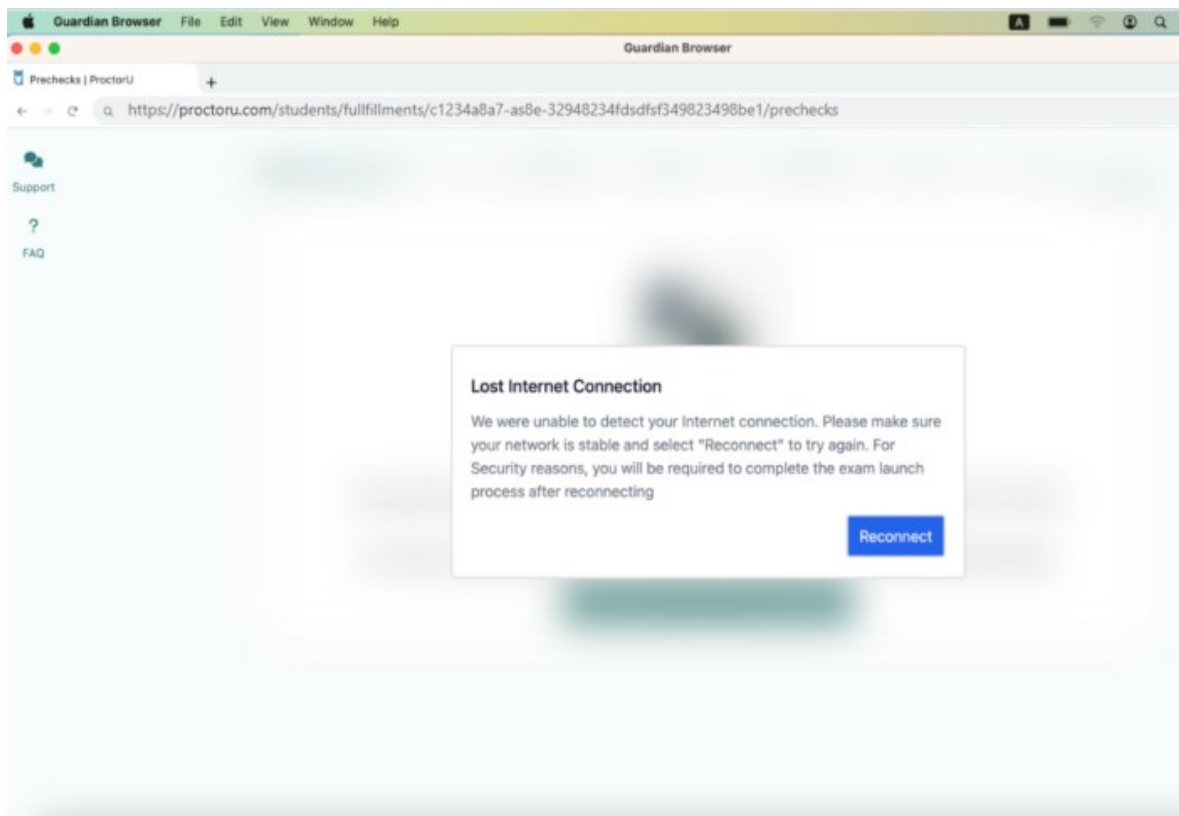 Guardian Browser File Edit View Window Help A
Guardian Browser
Prechecks | ProctorU +
https://proctoru.com/students/fullfillments/c1234a8a7-as8e-32948234fdsdfsf349823498be1/prechecks
Support
?
FAQ
Lost Internet Connection
We were unable to detect your Internet connection. Please make sure
your network is stable and select "Reconnect" to try again. For
Security reasons, you will be required to complete the exam launch
process after reconnecting
Reconnect